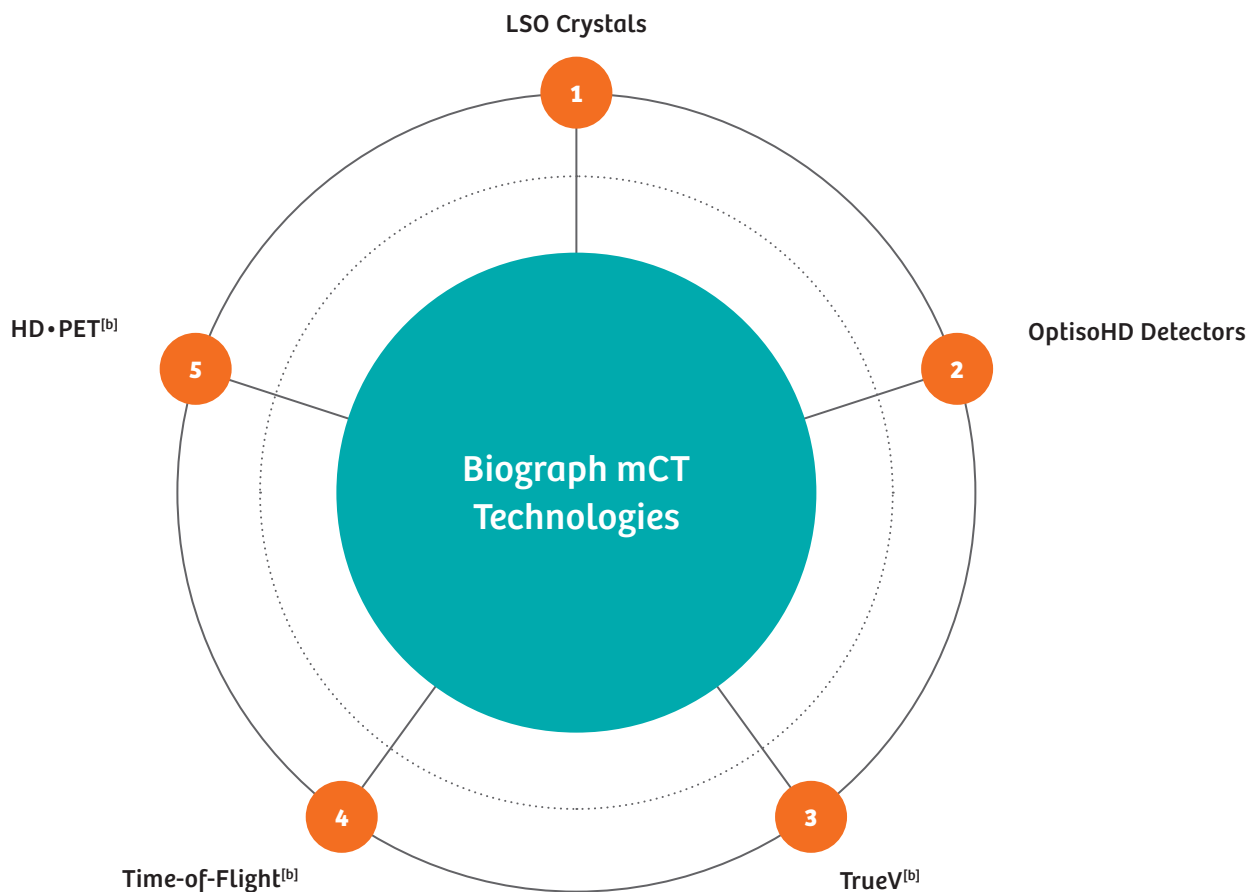 LSO Crystals
1
HD•PET[b]
5
OptisoHD Detectors
2
Biograph mCT
Technologies
4
3
Time-of-Flight[b]
TrueV[b]